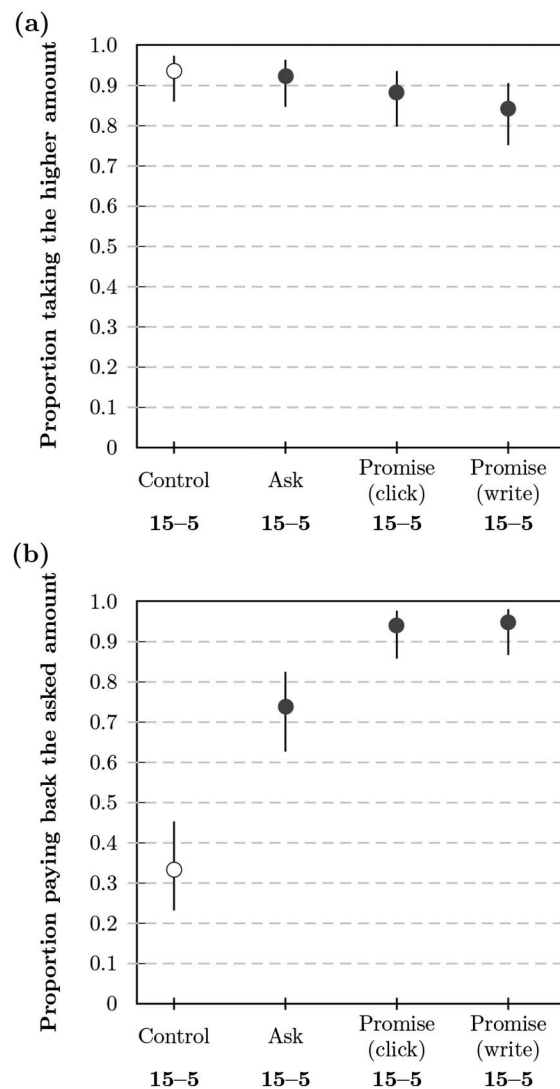 (a)
Proportion taking the higher amount
1.0
0.9
0.8
0.7
0.6
0.5
0.4
0.3
0.2
0.1
0
Control Ask Promise (click) Promise (write)
15–5 15–5 15–5 15–5
(b)
Proportion paying back the asked amount
1.0
0.9
0.8
0.7
0.6
0.5
0.4
0.3
0.2
0.1
0
Control Ask Promise (click) Promise (write)
15–5 15–5 15–5 15–5